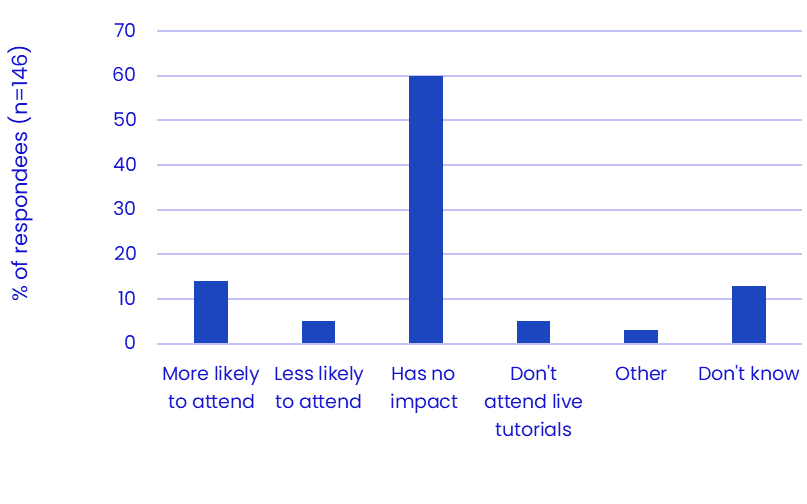 % of respondees (n=146)
70
60
50
40
30
20
10
0
More likely
to attend
Less likely
to attend
Has no
impact
Don't
attend live
tutorials
Other
Don't know